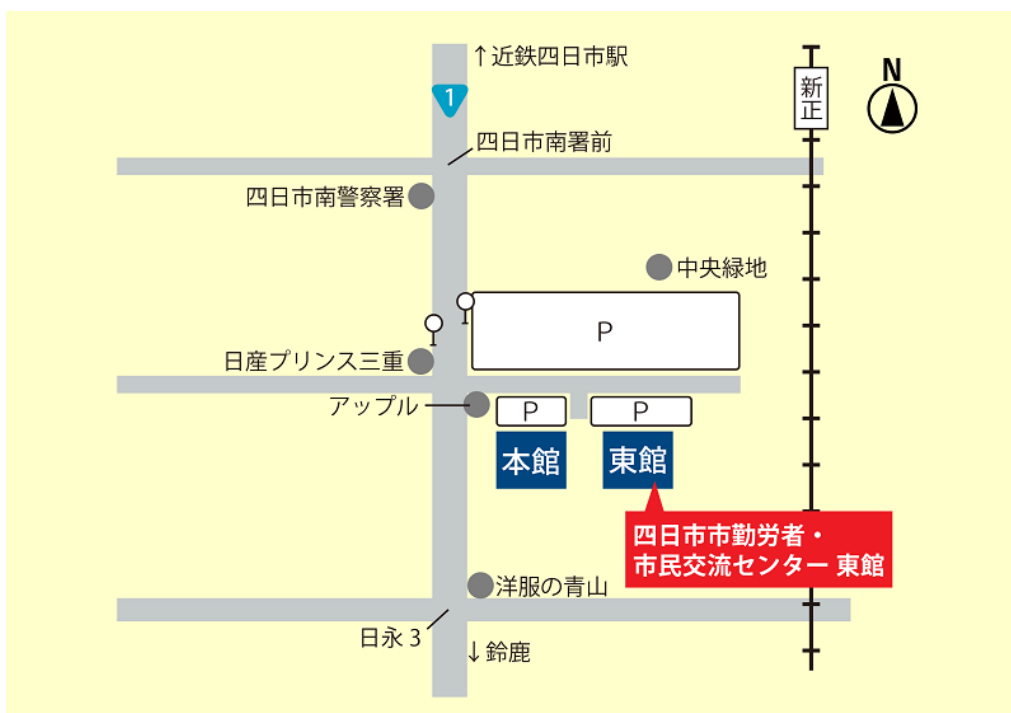 ↑近鉄四日市駅
1
新正
N
四日市南署前
四日市南警察署
中央緑地
P
日産プリンス三重
アップル
P
P
本館
東館
四日市市勤労者・
市民交流センター 東館
洋服の青山
日永3
↓鈴鹿